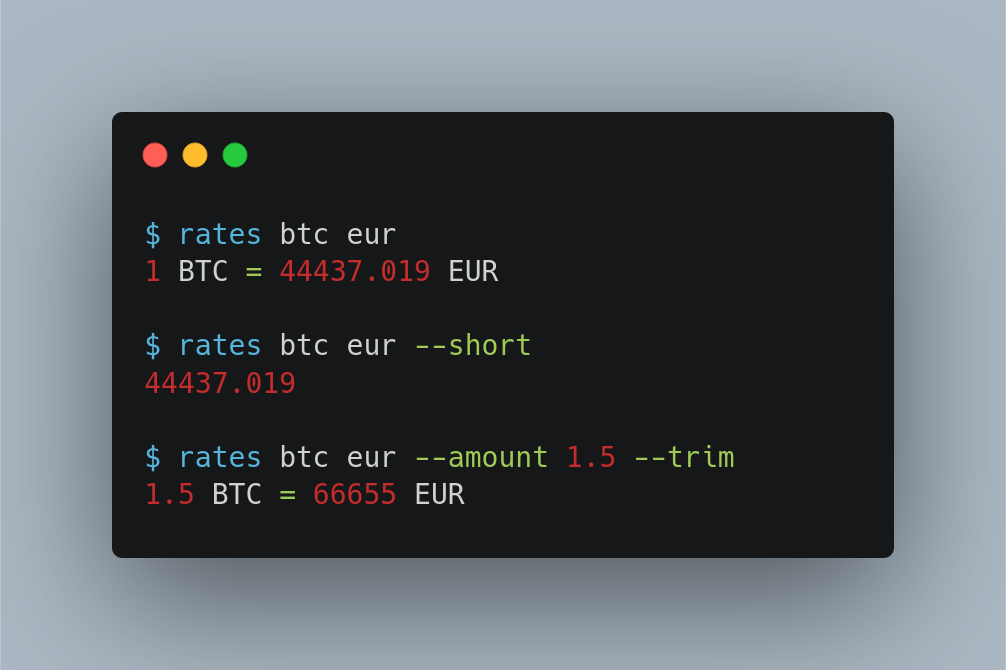 $ rates btc eur
1 BTC = 44437.019 EUR
$ rates btc eur --short
44437.019
$ rates btc eur --amount 1.5 --trim
1.5 BTC = 66655 EUR